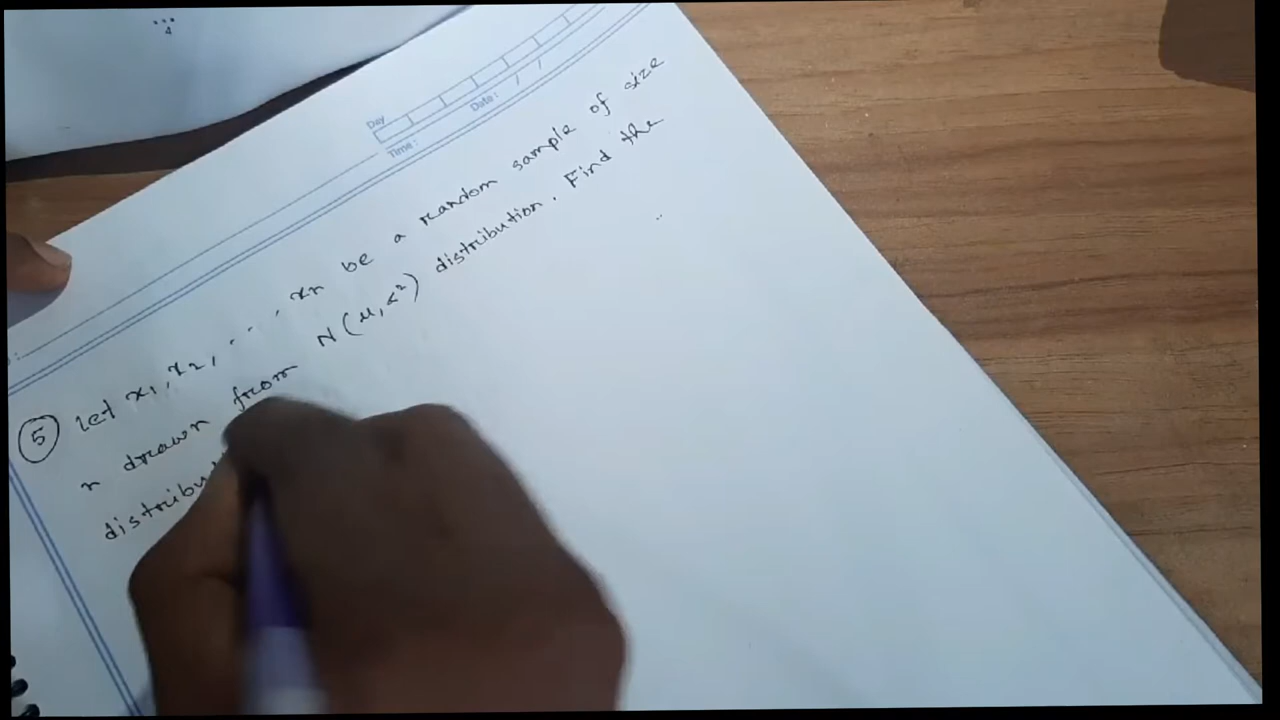 Day
Time:
Date: / /
5 Let x1, x2, . . . , xn be a random sample of size
n drawn from N(μ, σ²) distribution. Find the